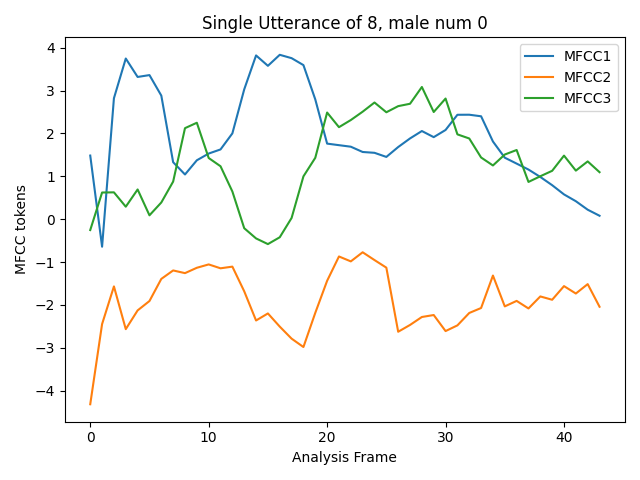 Single Utterance of 8, male num 0
MFCC1
MFCC2
MFCC3
MFCC tokens
4
3
2
1
0
−1
−2
−3
−4
0 10 20 30 40
Analysis Frame